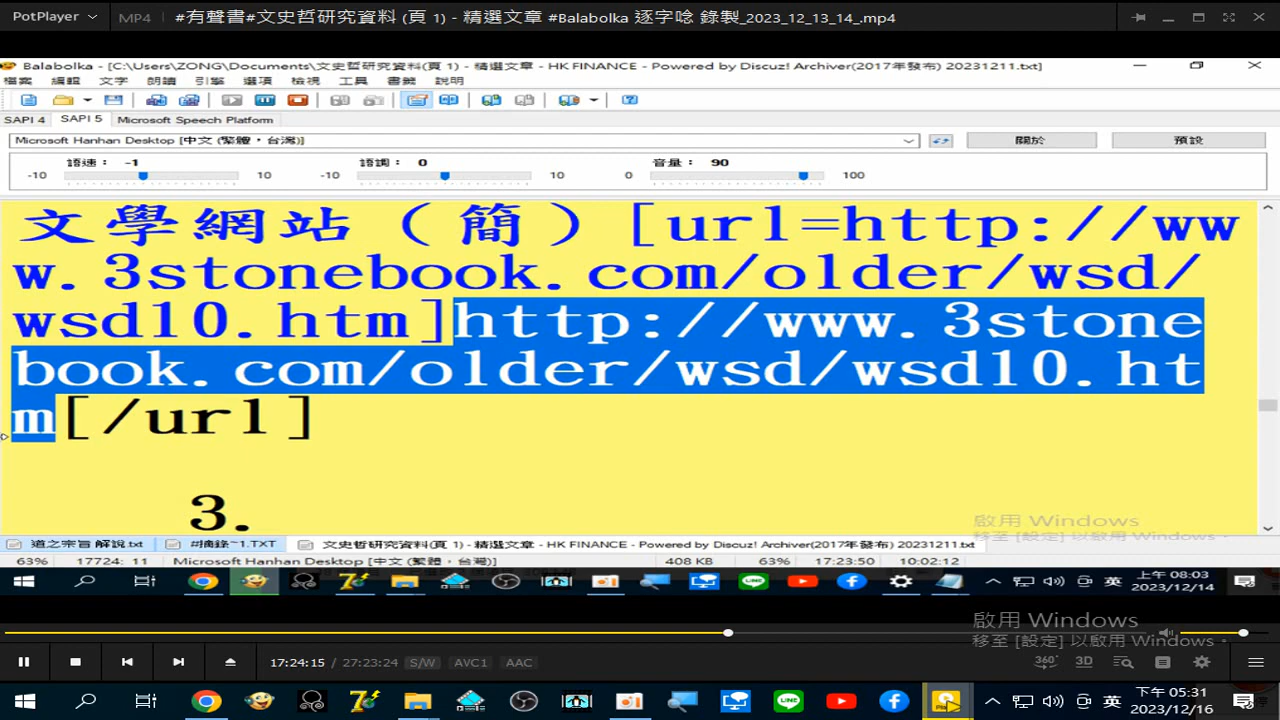 PotPlayer
MP4
#有聲書#文史哲研究資料 (頁 1) - 精選文章 #Balabolka 逐字唸 錄製_2023_12_13_14_.mp4
Balabolka - [C:\Users\ZONG\Documents\文史哲研究資料(頁 1) - 精選文章 - HK FINANCE - Powered by Discuz! Archiver(2017年發布) 20231211.txt]
檔案 編輯 文字 朗讀 引擎 選項 檢視 工具 書籤 說明
SAPI 4 SAPI 5 Microsoft Speech Platform
Microsoft Hanhan Desktop [中文 (繁體，台灣)]
關於
預設
語速： -1
語調： 0
音量： 90
-10 10 -10 10 0 100
文學網站（簡）[url=http://ww
w.3stonebook.com/older/wsd/
wsd10.htm]http://www.3stone
book.com/older/wsd/wsd10.ht
m[/url]
3.
啟用 Windows
移至 [設定] 以啟用 Windows。
道之宗旨 解說.txt
#摘錄~1.TXT
文史哲研究資料(頁 1) - 精選文章 - HK FINANCE - Powered by Discuz! Archiver(2017年發布) 20231211.txt
63% 17724: 11 Microsoft Hanhan Desktop [中文 (繁體，台灣)] 408 KB 63% 17:23:50 10:02:12
英
上午 08:03
2023/12/14
啟用 Windows
移至 [設定] 以啟用 Windows。
17:24:15 / 27:23:24 S/W AVC1 AAC
360° 3D
英
下午 05:31
2023/12/16